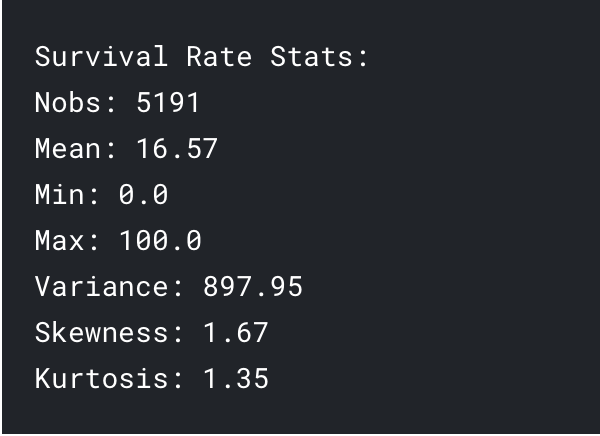 Survival Rate Stats:
Nobs: 5191
Mean: 16.57
Min: 0.0
Max: 100.0
Variance: 897.95
Skewness: 1.67
Kurtosis: 1.35